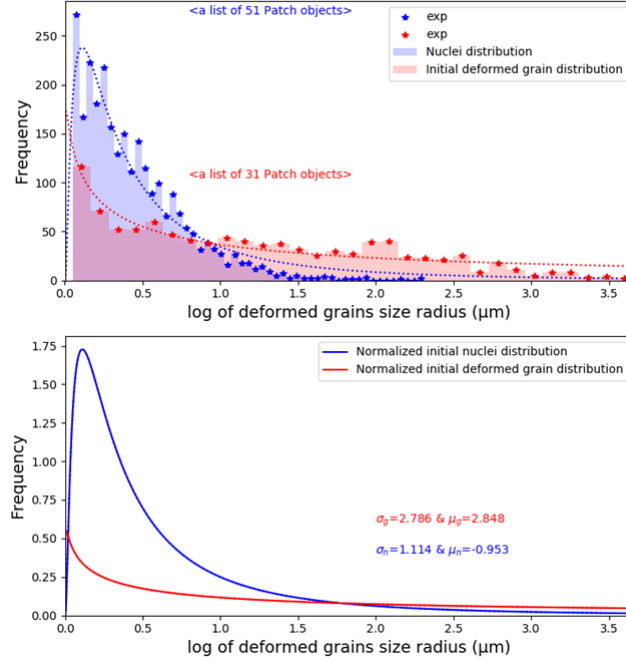 <a list of 51 Patch objects>
exp
exp
Nuclei distribution
Initial deformed grain distribution
250
200
150
100
50
0
Frequency
<a list of 31 Patch objects>
0.0 0.5 1.0 1.5 2.0 2.5 3.0 3.5
log of deformed grains size radius (μm)
Normalized initial nuclei distribution
Normalized initial deformed grain distribution
1.75
1.50
1.25
1.00
0.75
0.50
0.25
0.00
Frequency
σg=2.786 & μg=2.848
σn=1.114 & μn=-0.953
0.0 0.5 1.0 1.5 2.0 2.5 3.0 3.5
log of deformed grains size radius (μm)